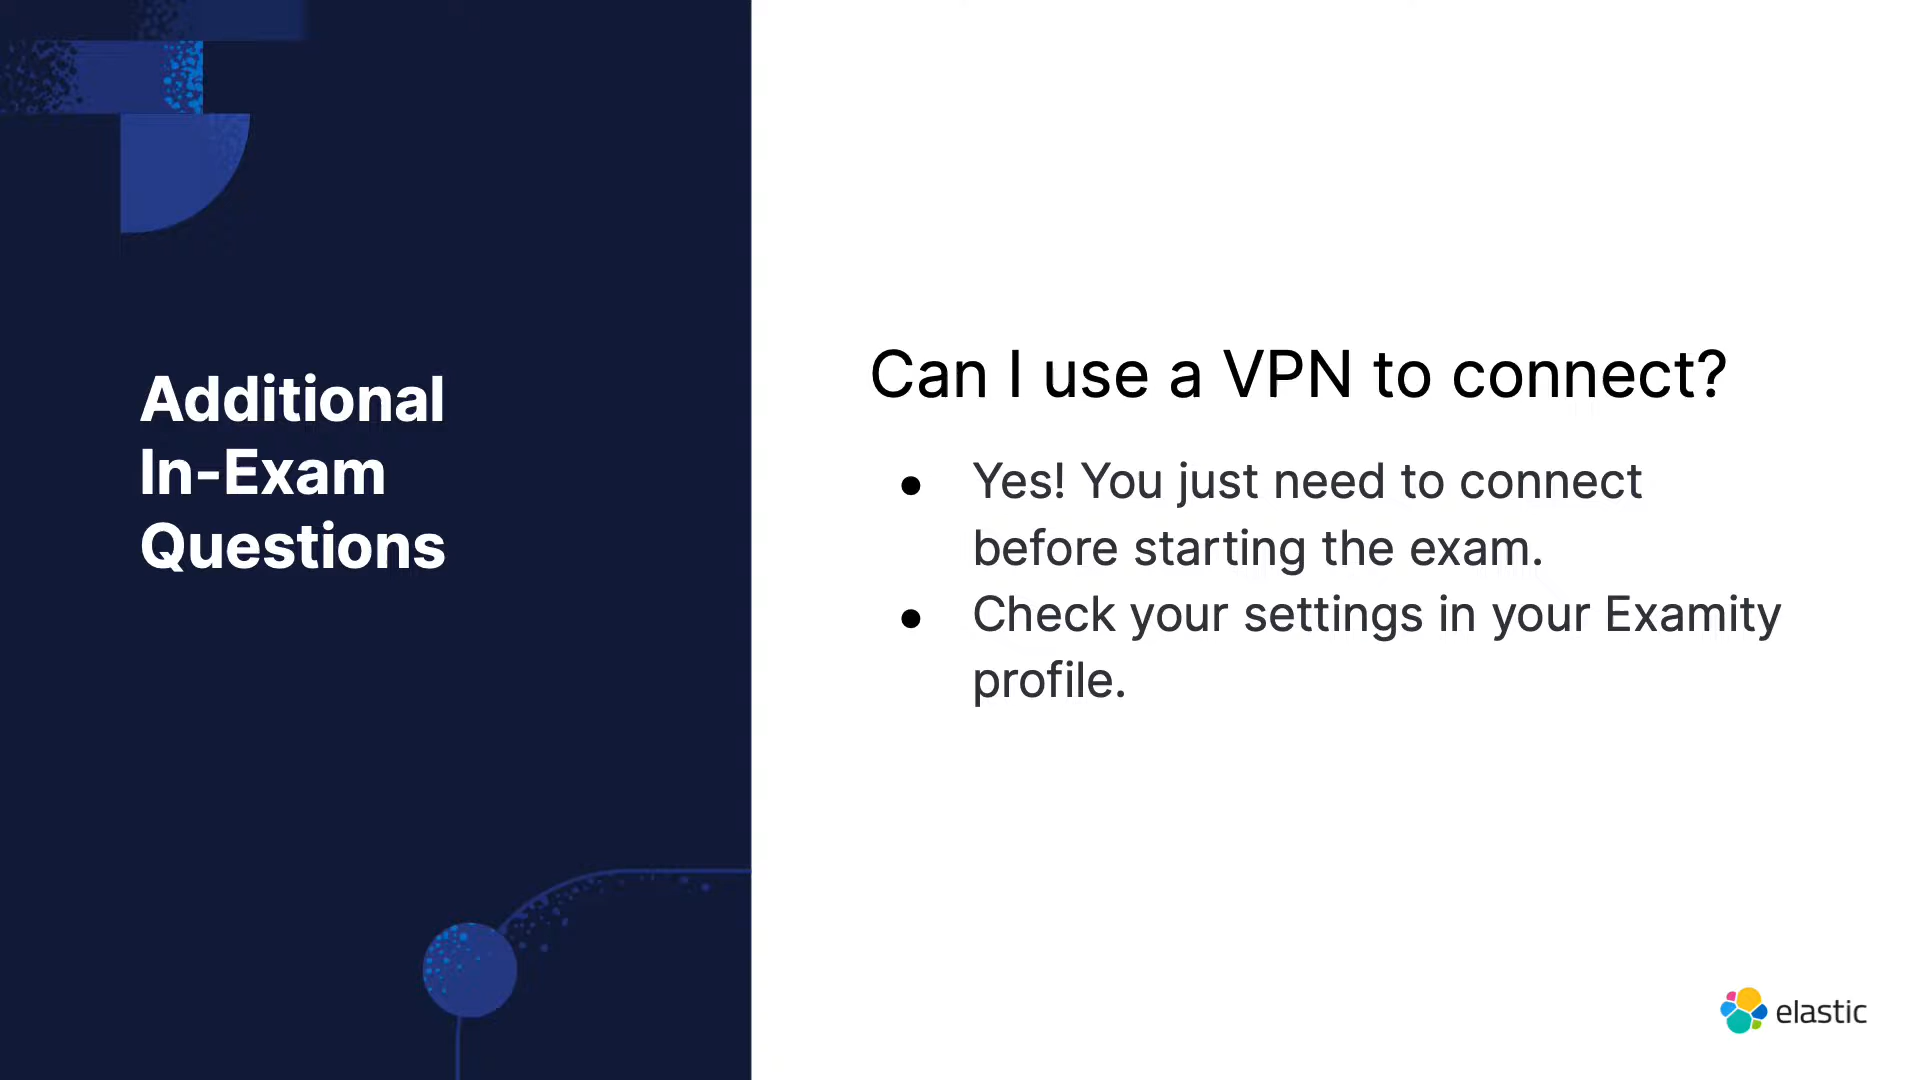 Additional
In-Exam
Questions
Can I use a VPN to connect?
● Yes! You just need to connect
before starting the exam.
● Check your settings in your Examity
profile.
elastic